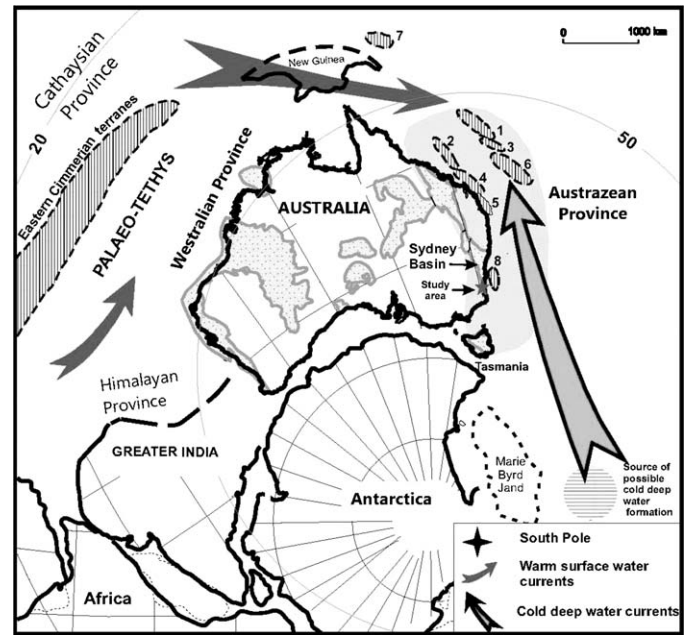 7
0 1000 km
New Guinea
Cathaysian
Province
20
50
Eastern Cimmerian terranes
PALAEO-TETHYS
Westralian Province
1
2
3
6
4
5
AUSTRALIA
Austrazean
Province
Sydney
Basin
8
Study
area
Tasmania
Himalayan
Province
GREATER INDIA
Marie
Byrd
Jand
Source of
possible
cold deep
water
formation
Antarctica
Africa
South Pole
Warm surface water
currents
Cold deep water currents